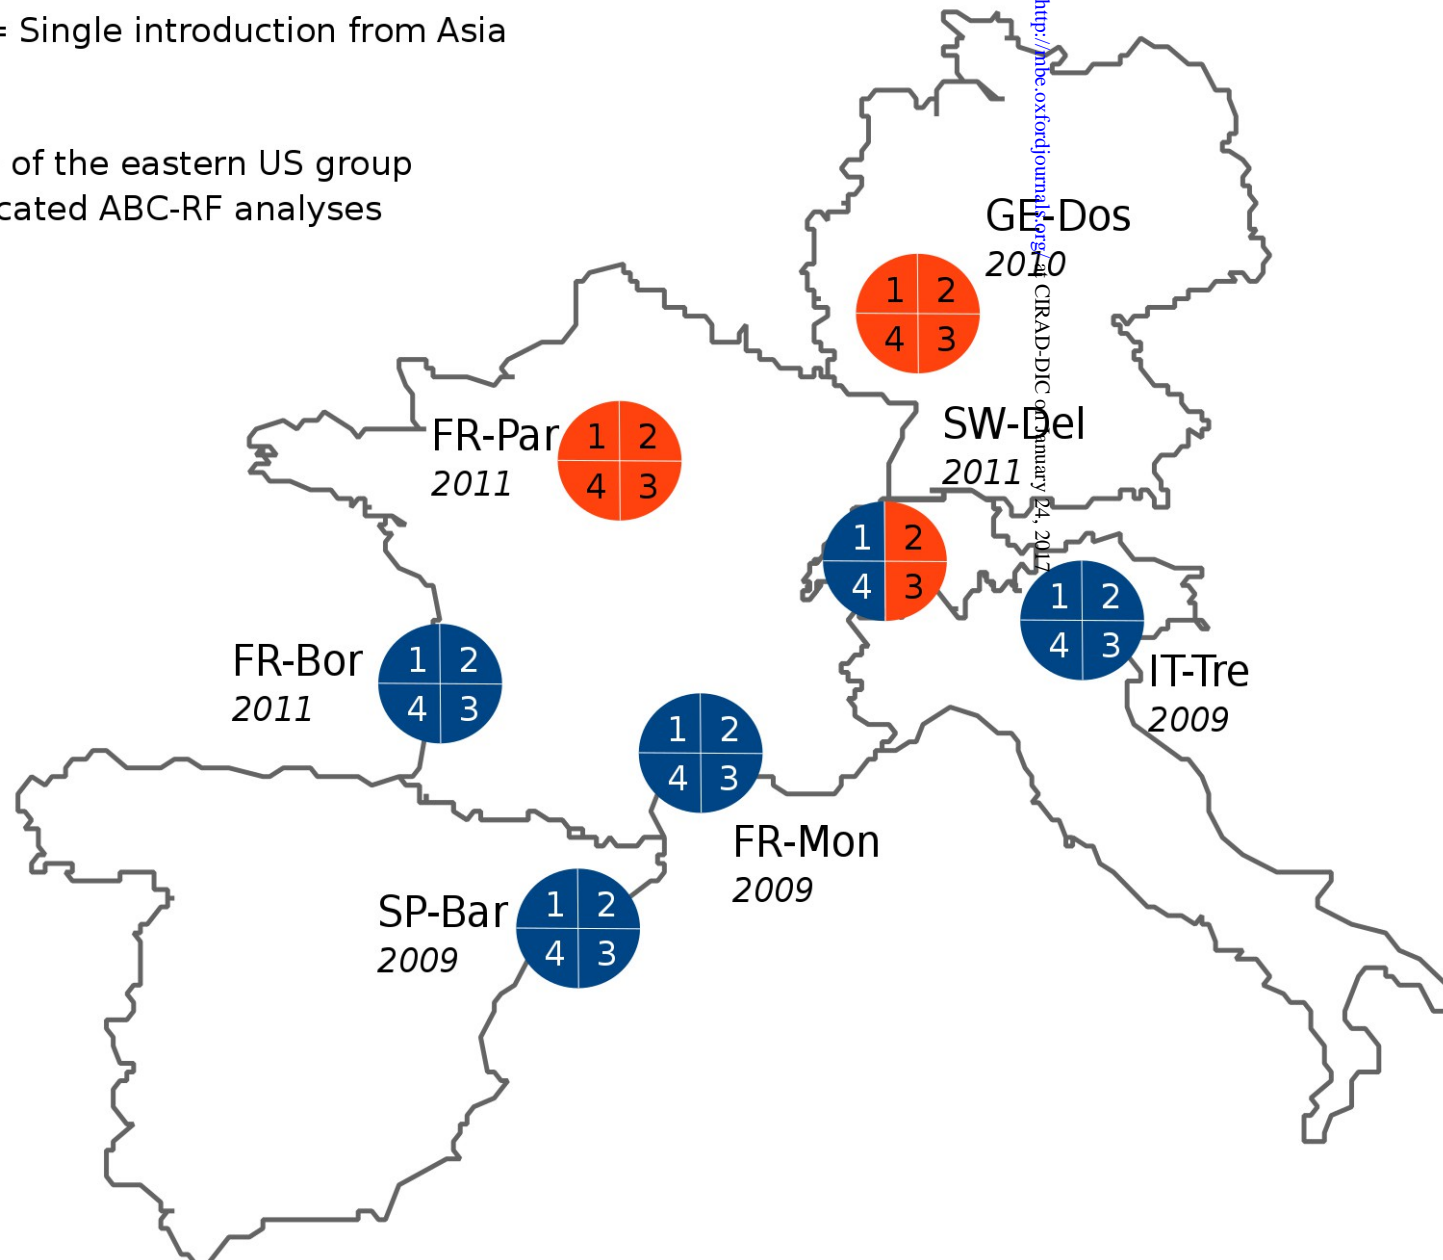 = Single introduction from Asia
of the eastern US group
cated ABC-RF analyses
http://mbe.oxfordjournals.org/ at CIRAD-DIC on January 24, 2017
GE-Dos
2010
1 2
4 3
FR-Par
2011
1 2
4 3
SW-Del
2011
1 2
4 3
1 2
4 3
IT-Tre
2009
FR-Bor
2011
1 2
4 3
1 2
4 3
FR-Mon
2009
SP-Bar
2009
1 2
4 3